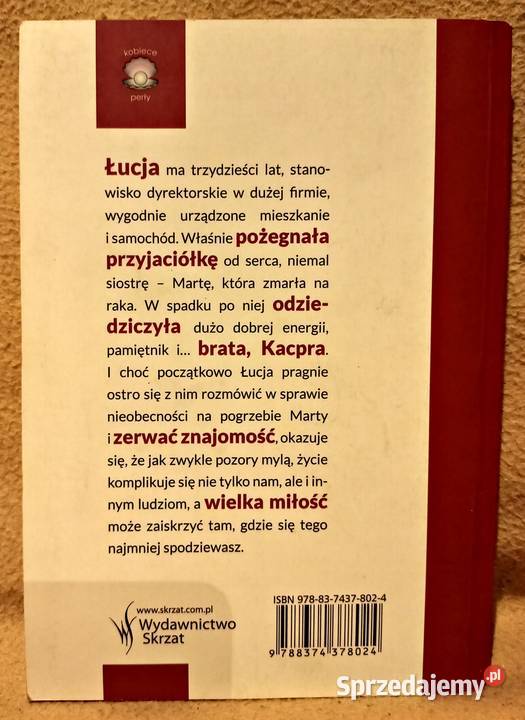 kobiece
perły
Łucja ma trzydzieści lat, stano-
wisko dyrektorskie w dużej firmie,
wygodnie urządzone mieszkanie
i samochód. Właśnie pożegnała
przyjaciółkę od serca, niemal
siostrę – Martę, która zmarła na
raka. W spadku po niej odzie-
dziczyła dużo dobrej energii,
pamiętnik i... brata, Kacpra.
I choć początkowo Łucja pragnie
ostro się z nim rozmówić w sprawie
nieobecności na pogrzebie Marty
i zerwać znajomość, okazuje
się, że jak zwykle pozory mylą, życie
komplikuje się nie tylko nam, ale i in-
nym ludziom, a wielka miłość
może zaiskrzyć tam, gdzie się tego
najmniej spodziewasz.
www.skrzat.com.pl
Wydawnictwo
Skrzat
ISBN 978-83-7437-802-4
9 788374 378024
Sprzedajemy.pl